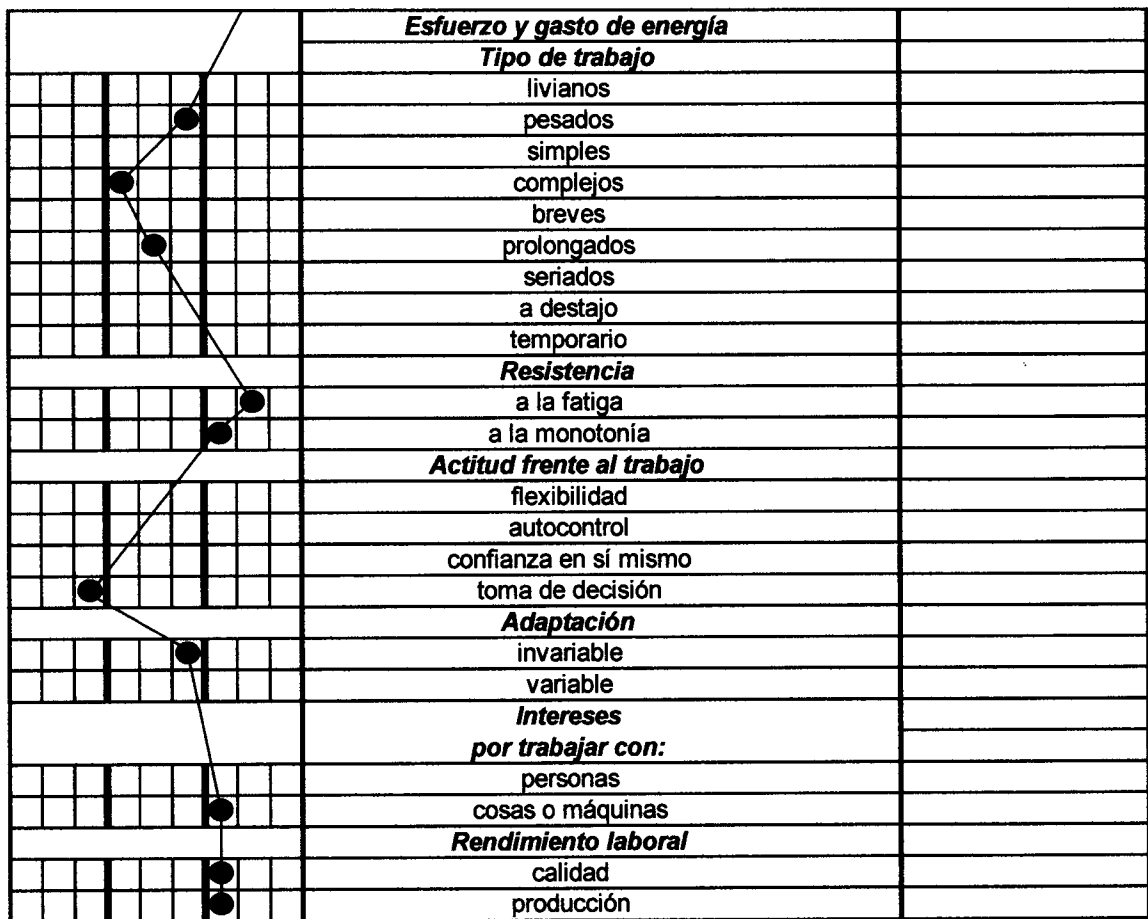 Esfuerzo y gasto de energía
Tipo de trabajo
livianos
pesados
simples
complejos
breves
prolongados
seriados
a destajo
temporario
Resistencia
a la fatiga
a la monotonía
Actitud frente al trabajo
flexibilidad
autocontrol
confianza en sí mismo
toma de decisión
Adaptación
invariable
variable
Intereses
por trabajar con:
personas
cosas o máquinas
Rendimiento laboral
calidad
producción